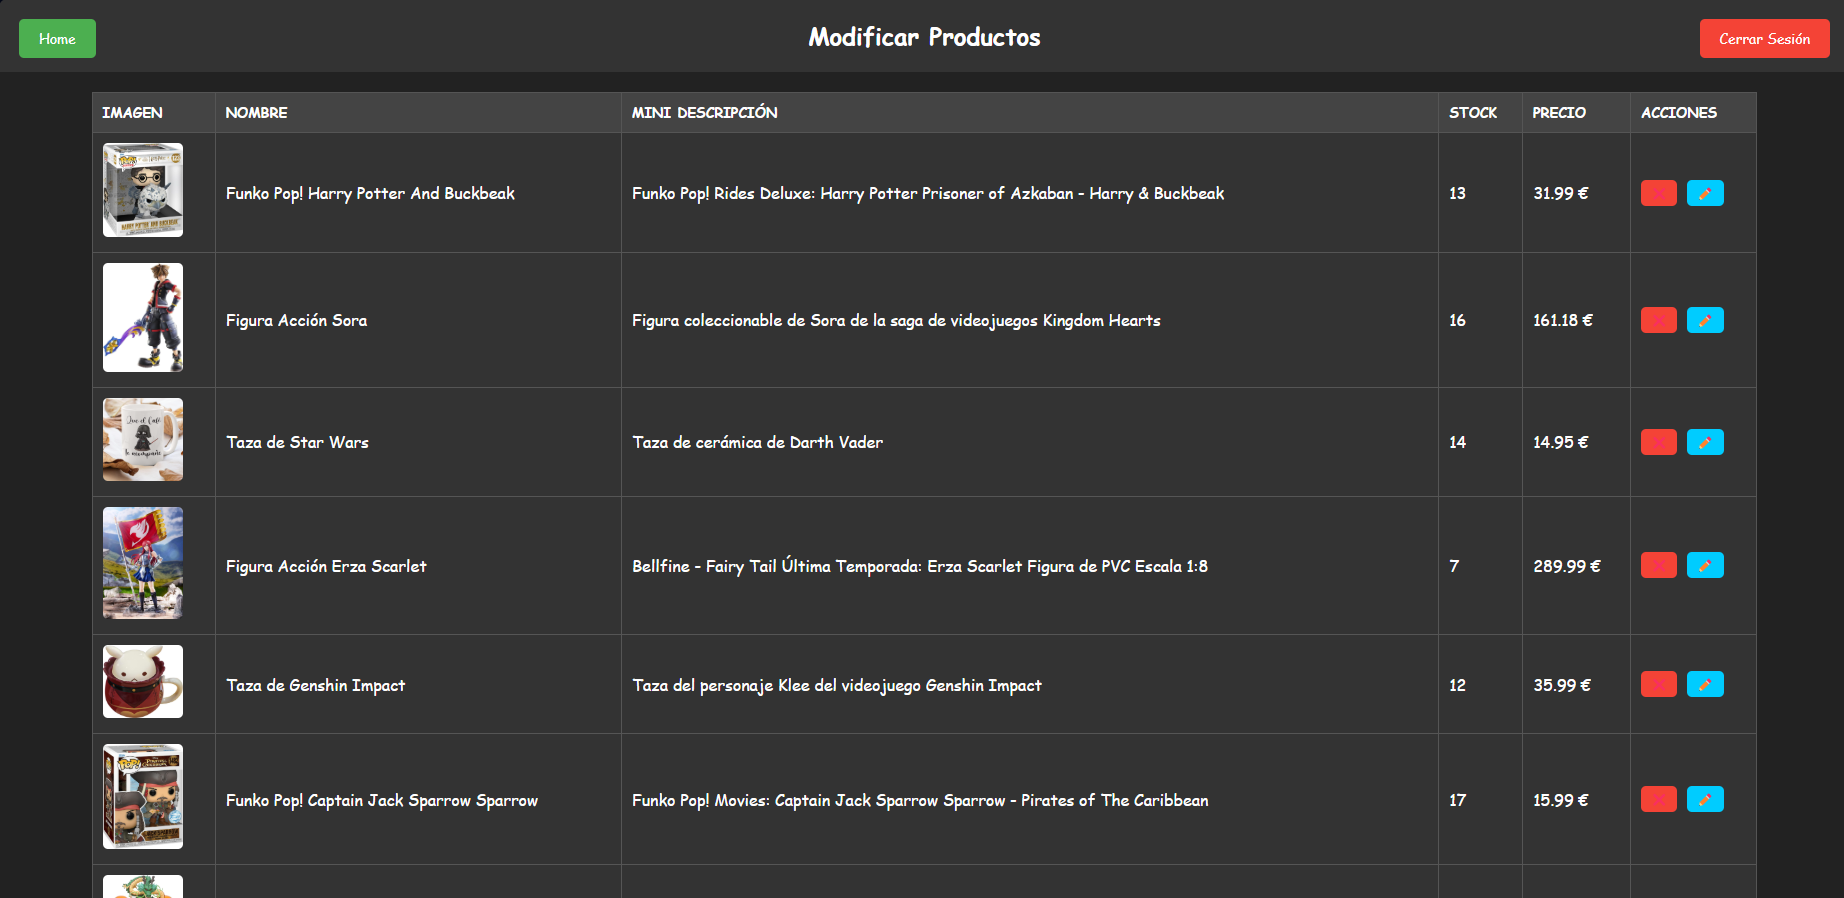 Home
Modificar Productos
Cerrar Sesión
IMAGEN NOMBRE MINI DESCRIPCIÓN STOCK PRECIO ACCIONES
Funko Pop! Harry Potter And Buckbeak Funko Pop! Rides Deluxe: Harry Potter Prisoner of Azkaban - Harry & Buckbeak 13 31.99 €
Figura Acción Sora Figura coleccionable de Sora de la saga de videojuegos Kingdom Hearts 16 161.18 €
Taza de Star Wars Taza de cerámica de Darth Vader 14 14.95 €
Figura Acción Erza Scarlet Bellfine - Fairy Tail Última Temporada: Erza Scarlet Figura de PVC Escala 1:8 7 289.99 €
Taza de Genshin Impact Taza del personaje Klee del videojuego Genshin Impact 12 35.99 €
Funko Pop! Captain Jack Sparrow Sparrow Funko Pop! Movies: Captain Jack Sparrow Sparrow - Pirates of The Caribbean 17 15.99 €